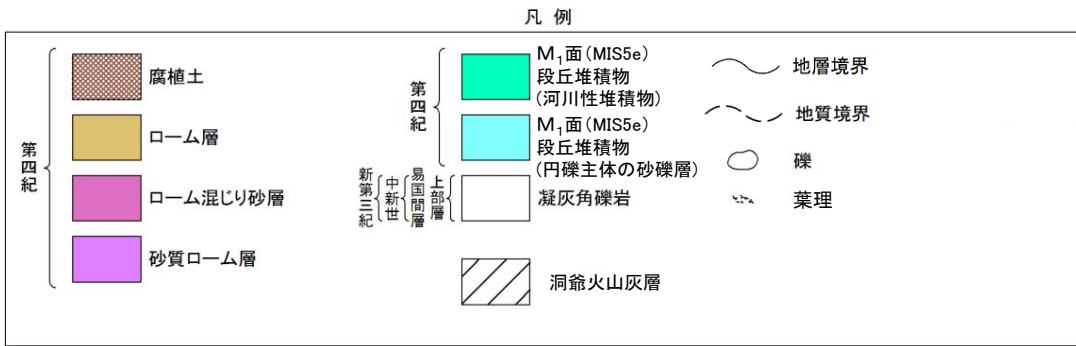 凡 例
第四紀
腐植土
ローム層
ローム混じり砂層
砂質ローム層
第四紀
M₁面(MIS5e)
段丘堆積物
(河川性堆積物)
M₁面(MIS5e)
段丘堆積物
(円礫主体の砂礫層)
新第三紀
中新世
易国間層
上部層
凝灰角礫岩
洞爺火山灰層
地層境界
地質境界
礫
葉理